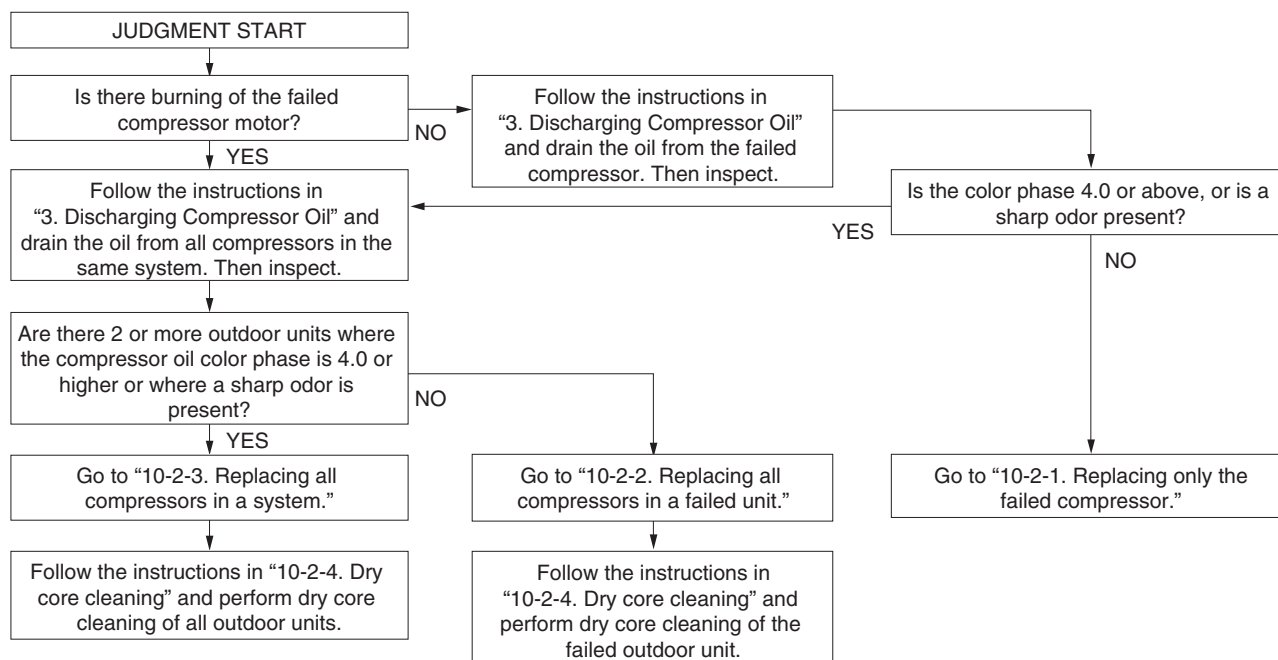 JUDGMENT START
Is there burning of the failed
compressor motor?
NO
YES
Follow the instructions in
“3. Discharging Compressor Oil”
and drain the oil from the failed
compressor. Then inspect.
Is the color phase 4.0 or above, or is a
sharp odor present?
YES
NO
Follow the instructions in
“3. Discharging Compressor Oil” and
drain the oil from all compressors in the
same system. Then inspect.
Are there 2 or more outdoor units where
the compressor oil color phase is 4.0 or
higher or where a sharp odor is
present?
NO
YES
Go to “10-2-3. Replacing all
compressors in a system.”
Go to “10-2-2. Replacing all
compressors in a failed unit.”
Go to “10-2-1. Replacing only the
failed compressor.”
Follow the instructions in “10-2-4. Dry
core cleaning” and perform dry core
cleaning of all outdoor units.
Follow the instructions in
“10-2-4. Dry core cleaning” and
perform dry core cleaning of the
failed outdoor unit.